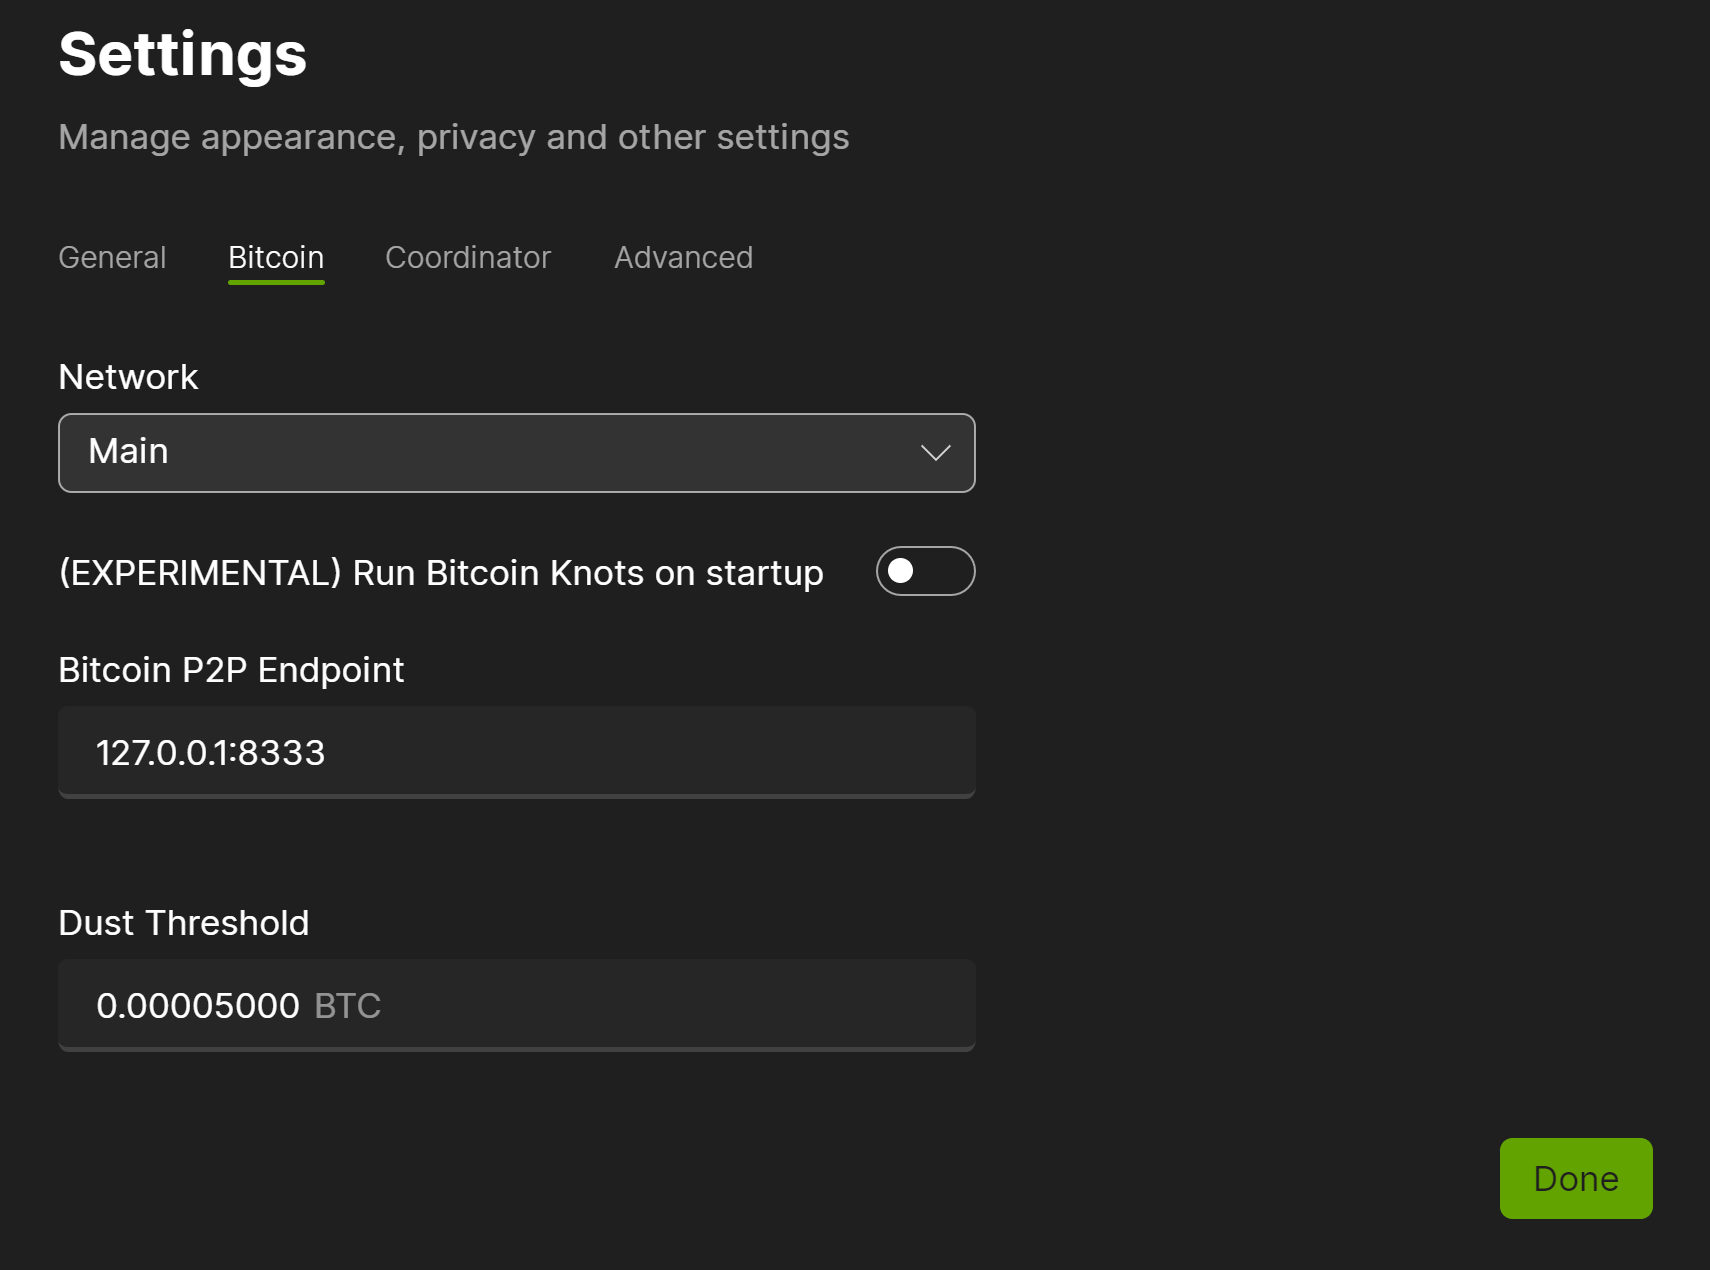 Settings
Manage appearance, privacy and other settings
General Bitcoin Coordinator Advanced
Network
Main
(EXPERIMENTAL) Run Bitcoin Knots on startup
Bitcoin P2P Endpoint
127.0.0.1:8333
Dust Threshold
0.00005000 BTC
Done